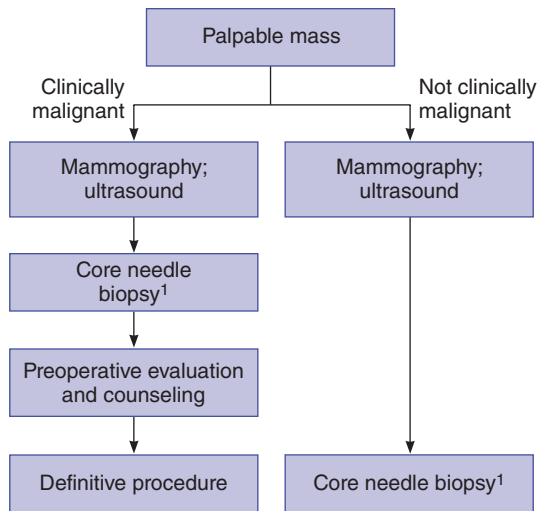 Palpable mass
Clinically
malignant
Not clinically
malignant
Mammography;
ultrasound
Mammography;
ultrasound
Core needle
biopsy¹
Preoperative evaluation
and counseling
Definitive procedure
Core needle biopsy¹